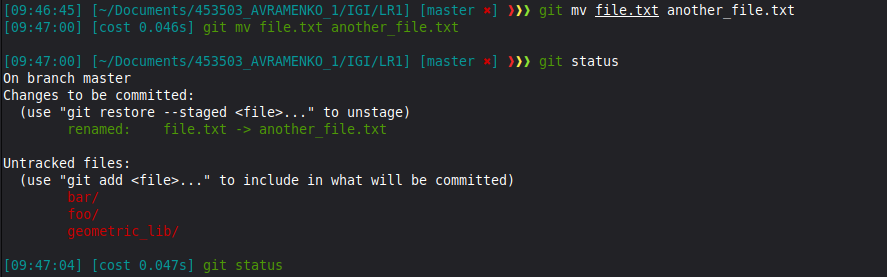 [09:46:45] [~/Documents/453503_AVRAMENKO_1/IGI/LR1] [master ✖] ❯❯❯ git mv file.txt another_file.txt
[09:47:00] [cost 0.046s] git mv file.txt another_file.txt
[09:47:00] [~/Documents/453503_AVRAMENKO_1/IGI/LR1] [master ✖] ❯❯❯ git status
On branch master
Changes to be committed:
(use "git restore --staged <file>..." to unstage)
renamed:    file.txt -> another_file.txt
Untracked files:
(use "git add <file>..." to include in what will be committed)
bar/
foo/
geometric_lib/
[09:47:04] [cost 0.047s] git status